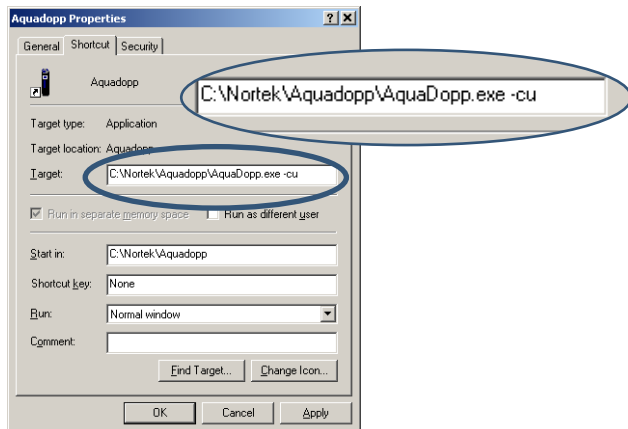 Aquadopp Properties
General Shortcut Security
Aquadopp
C:\Nortek\Aquadopp\AquaDopp.exe -cu
Target type: Application
Target location: Aquadopp
Target: C:\Nortek\Aquadopp\AquaDopp.exe -cu
Run in separate memory space Run as different user
Start in: C:\Nortek\Aquadopp
Shortcut key: None
Run: Normal window
Comment:
Find Target... Change Icon...
OK Cancel Apply